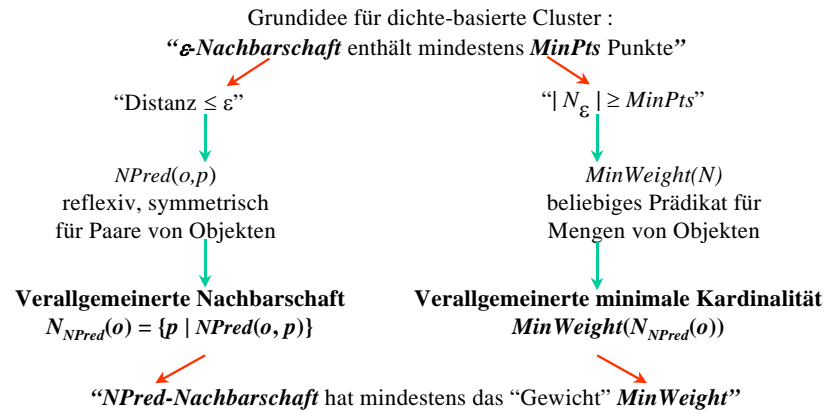 Grundidee für dichte-basierte Cluster :
“ε-Nachbarschaft enthält mindestens MinPts Punkte”
“Distanz ≤ ε”
“| Nε | ≥ MinPts”
NPred(o,p)
reflexiv, symmetrisch
für Paare von Objekten
MinWeight(N)
beliebiges Prädikat für
Mengen von Objekten
Verallgemeinerte Nachbarschaft
N_NPred(o) = {p | NPred(o, p)}
Verallgemeinerte minimale Kardinalität
MinWeight(N_NPred(o))
“NPred-Nachbarschaft hat mindestens das “Gewicht” MinWeight”